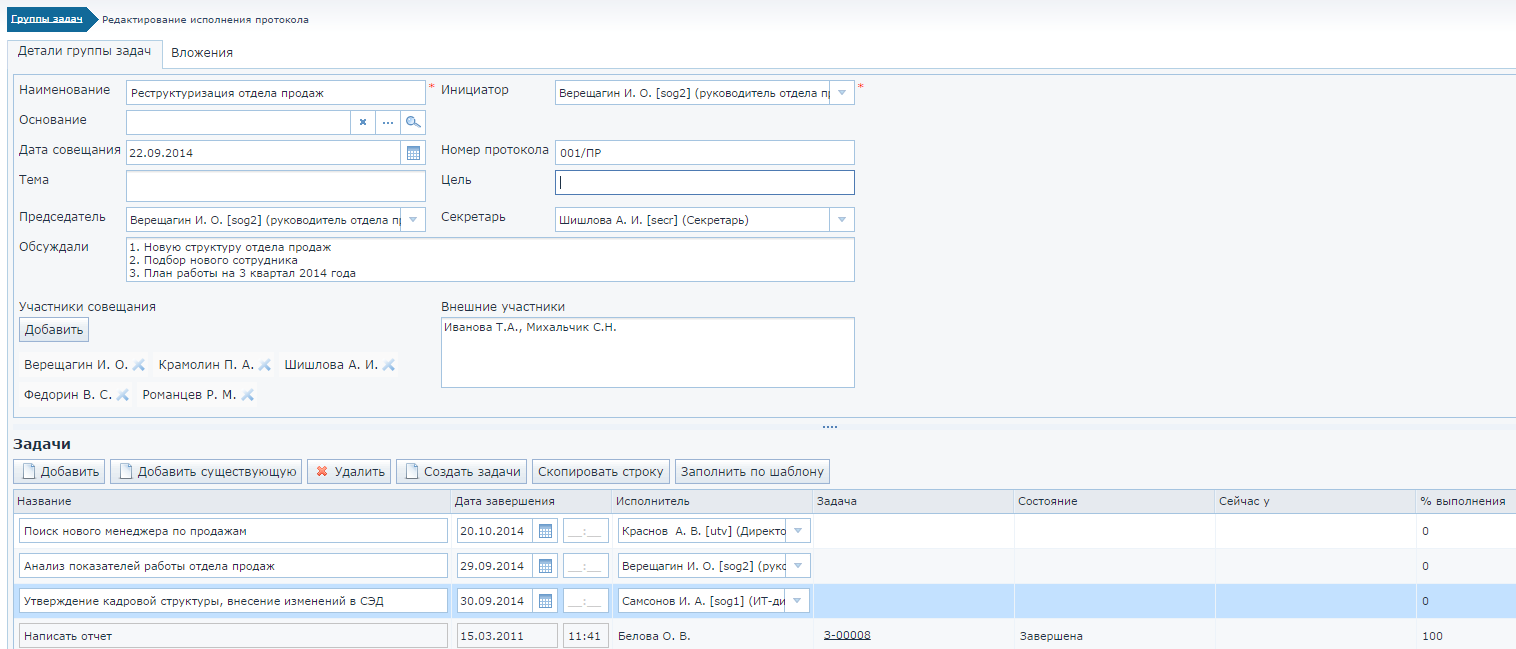 Группы задач Редактирование исполнения протокола
Детали группы задач Вложения
Наименование Реструктуризация отдела продаж * Инициатор Верещагин И. О. [sog2] (руководитель отдела пр *
Основание
Дата совещания 22.09.2014 Номер протокола 001/ПР
Тема Цель
Председатель Верещагин И. О. [sog2] (руководитель отдела пр Секретарь Шишлова А. И. [secr] (Секретарь)
Обсуждали 1. Новую структуру отдела продаж
2. Подбор нового сотрудника
3. План работы на 3 квартал 2014 года
Участники совещания Внешние участники
Добавить Иванова Т.А., Михальчик С.Н.
Верещагин И. О. Крамолин П. А. Шишлова А. И.
Федорин В. С. Романцев Р. М.
Задачи
Добавить Добавить существующую Удалить Создать задачи Скопировать строку Заполнить по шаблону
Название Дата завершения Исполнитель Задача Состояние Сейчас у % выполнения
Поиск нового менеджера по продажам 20.10.2014 __:__ Краснов А. В. [utv] (Директо 0
Анализ показателей работы отдела продаж 29.09.2014 __:__ Верещагин И. О. [sog2] (рукс 0
Утверждение кадровой структуры, внесение изменений в СЭД 30.09.2014 __:__ Самсонов И. А. [sog1] (ИТ-ди 0
Написать отчет 15.03.2011 11:41 Белова О. В. З-00008 Завершена 100